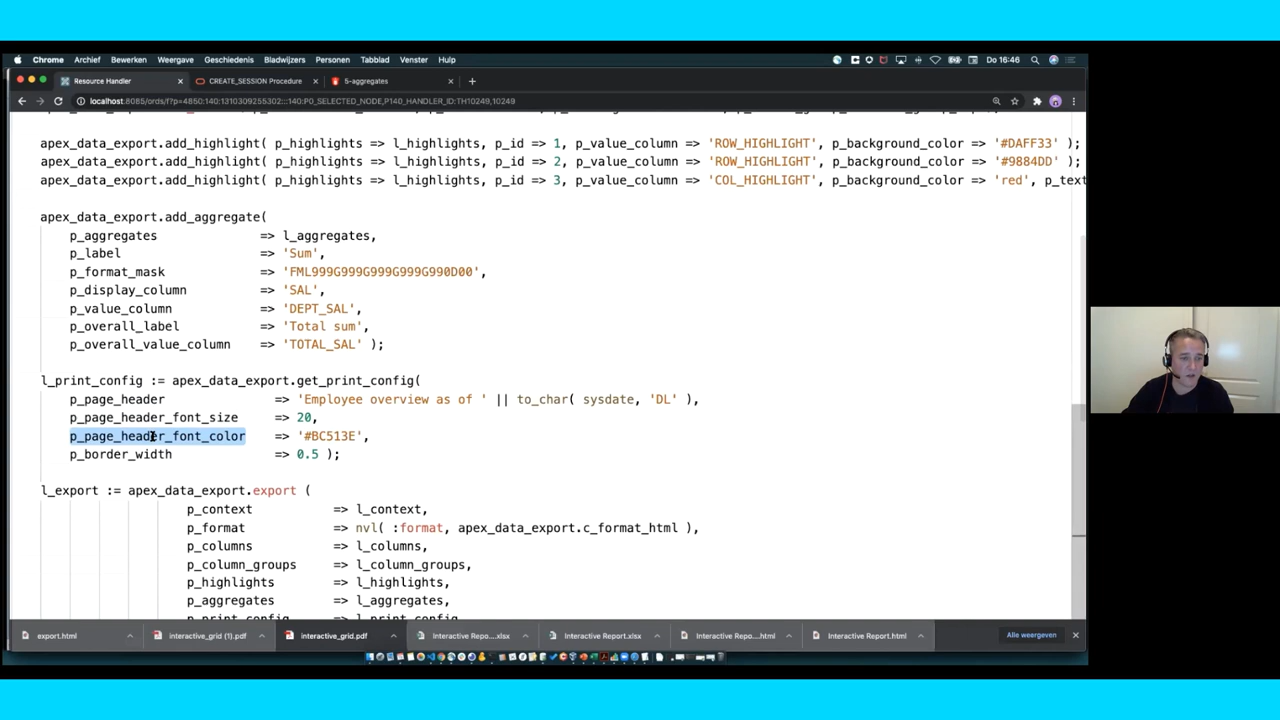 Chrome Archief Bewerken Weergave Geschiedenis Bladwijzers Personen Tabblad Venster Help Do 16:46
Resource Handler CREATE_SESSION Procedure 5-aggregates
localhost:8085/ords/f?p=4850:140:1310309255302:::140:P0_SELECTED_NODE,P140_HANDLER_ID:TH10249,10249
apex_data_export.add_highlight( p_highlights => l_highlights, p_id => 1, p_value_column => 'ROW_HIGHLIGHT', p_background_color => '#DAFF33' );
apex_data_export.add_highlight( p_highlights => l_highlights, p_id => 2, p_value_column => 'ROW_HIGHLIGHT', p_background_color => '#9884DD' );
apex_data_export.add_highlight( p_highlights => l_highlights, p_id => 3, p_value_column => 'COL_HIGHLIGHT', p_background_color => 'red', p_text
apex_data_export.add_aggregate(
p_aggregates => l_aggregates,
p_label => 'Sum',
p_format_mask => 'FML999G999G999G999G990D00',
p_display_column => 'SAL',
p_value_column => 'DEPT_SAL',
p_overall_label => 'Total sum',
p_overall_value_column => 'TOTAL_SAL' );
l_print_config := apex_data_export.get_print_config(
p_page_header => 'Employee overview as of ' || to_char( sysdate, 'DL' ),
p_page_header_font_size => 20,
p_page_header_font_color => '#BC513E',
p_border_width => 0.5 );
l_export := apex_data_export.export (
p_context => l_context,
p_format => nvl( :format, apex_data_export.c_format_html ),
p_columns => l_columns,
p_column_groups => l_column_groups,
p_highlights => l_highlights,
p_aggregates => l_aggregates,
p_print_config => l_print_config
export.html interactive_grid (1).pdf interactive_grid.pdf Interactive Repo....xlsx Interactive Report.xlsx Interactive Repo....html Interactive Report.html Alle weergeven